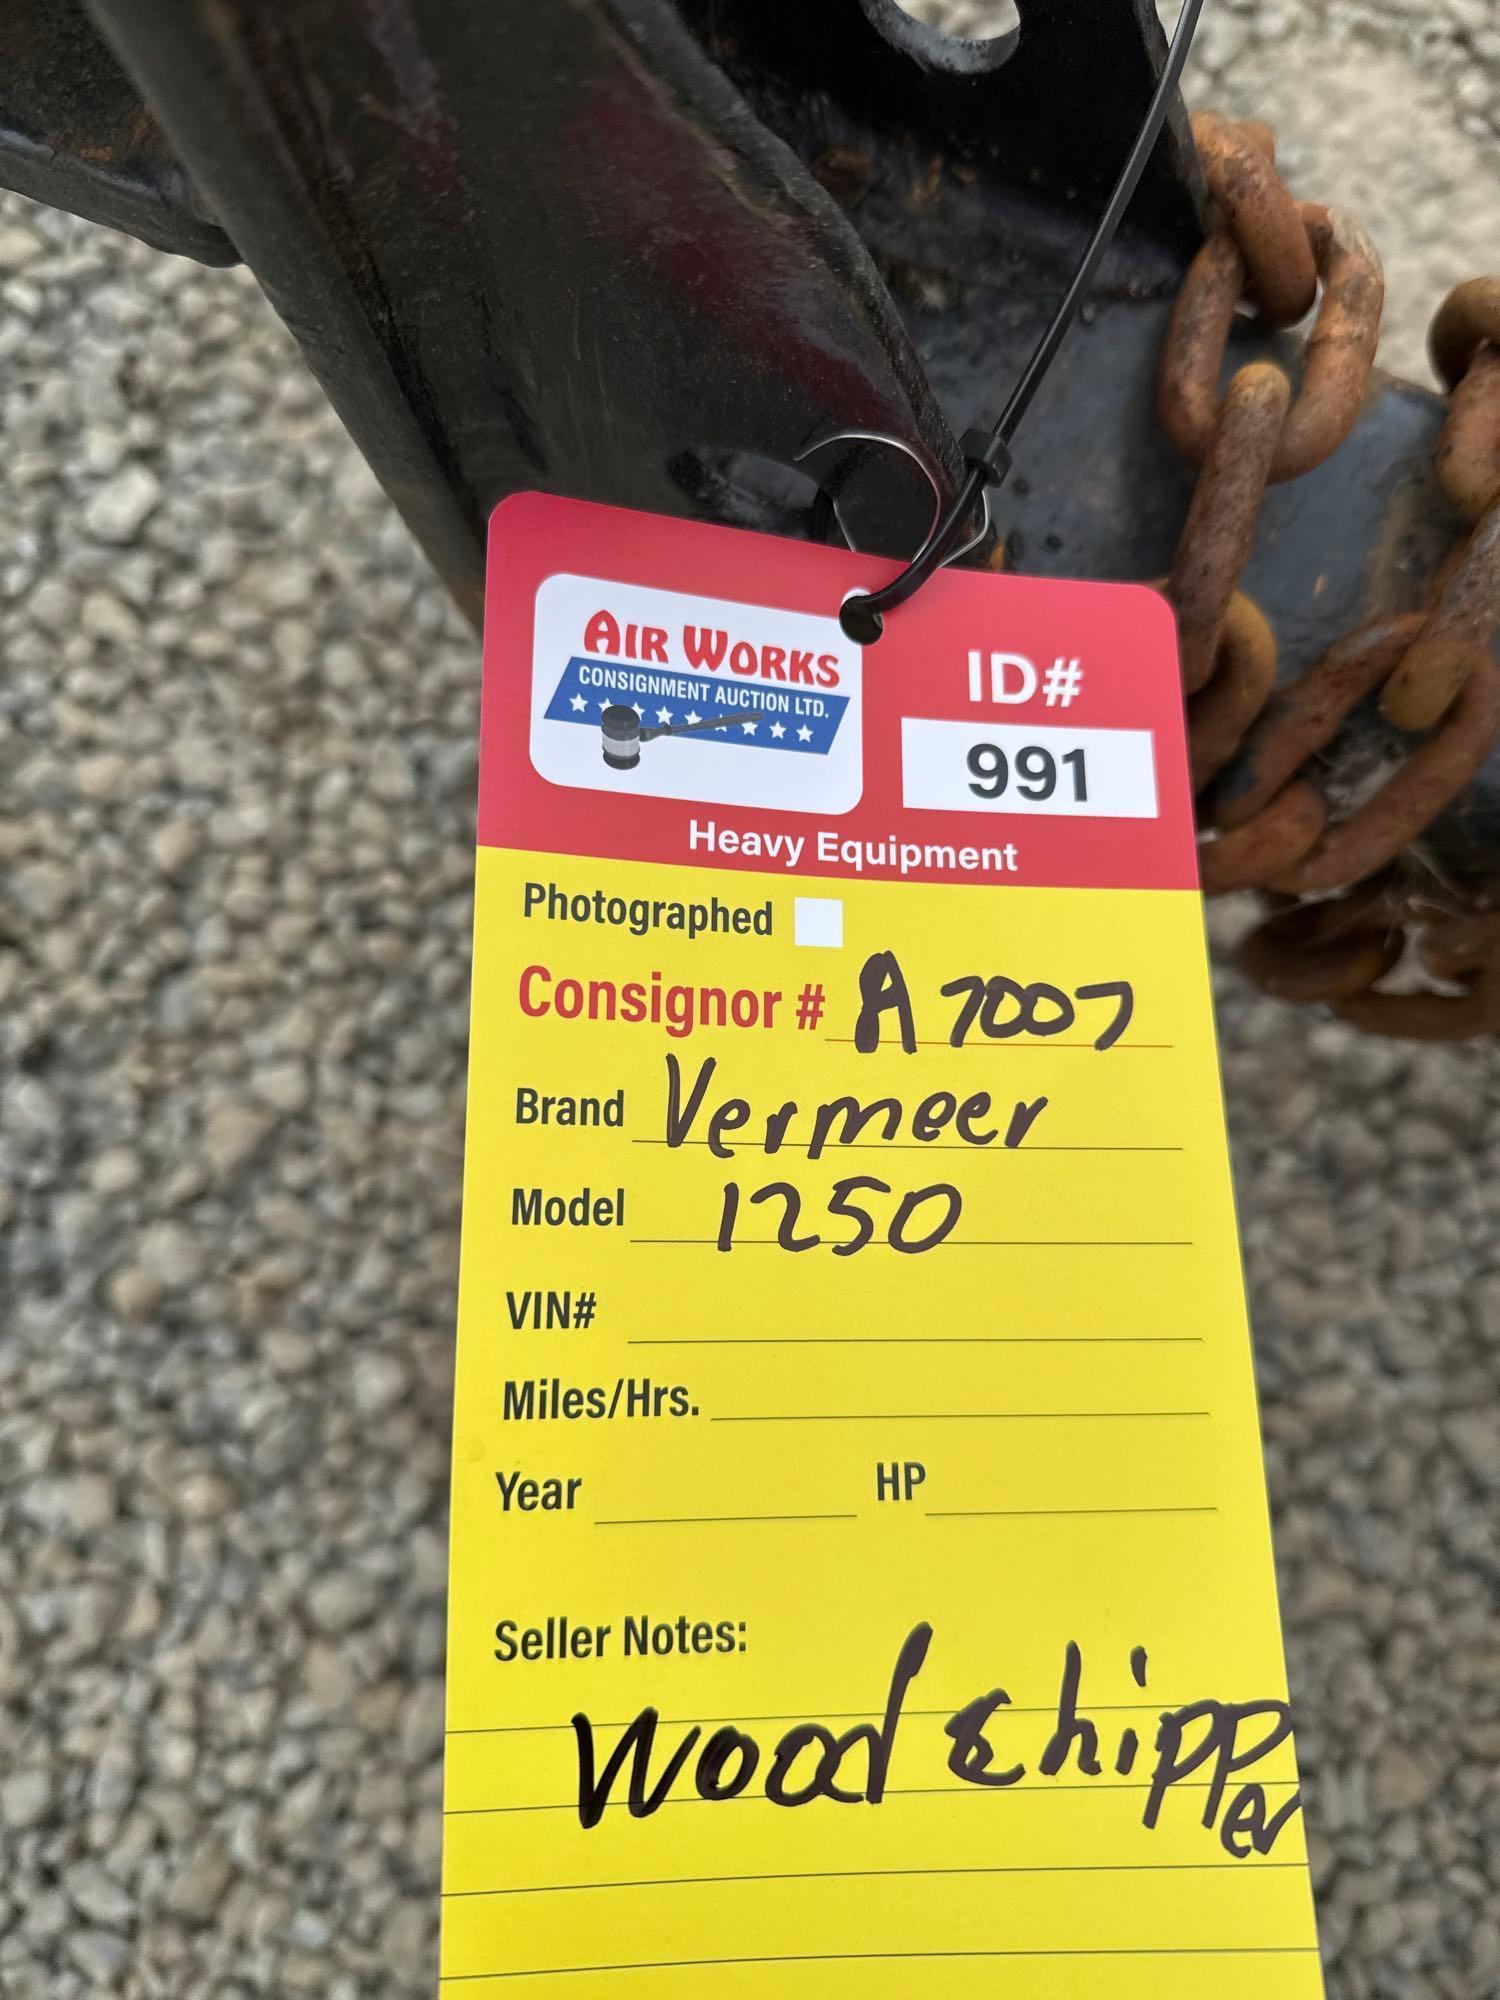 AIR WORKS
CONSIGNMENT AUCTION LTD.
ID#
991
Heavy Equipment
Photographed
Consignor # A7007
Brand Vermeer
Model 1250
VIN#
Miles/Hrs.
Year HP
Seller Notes:
Wood Chipper